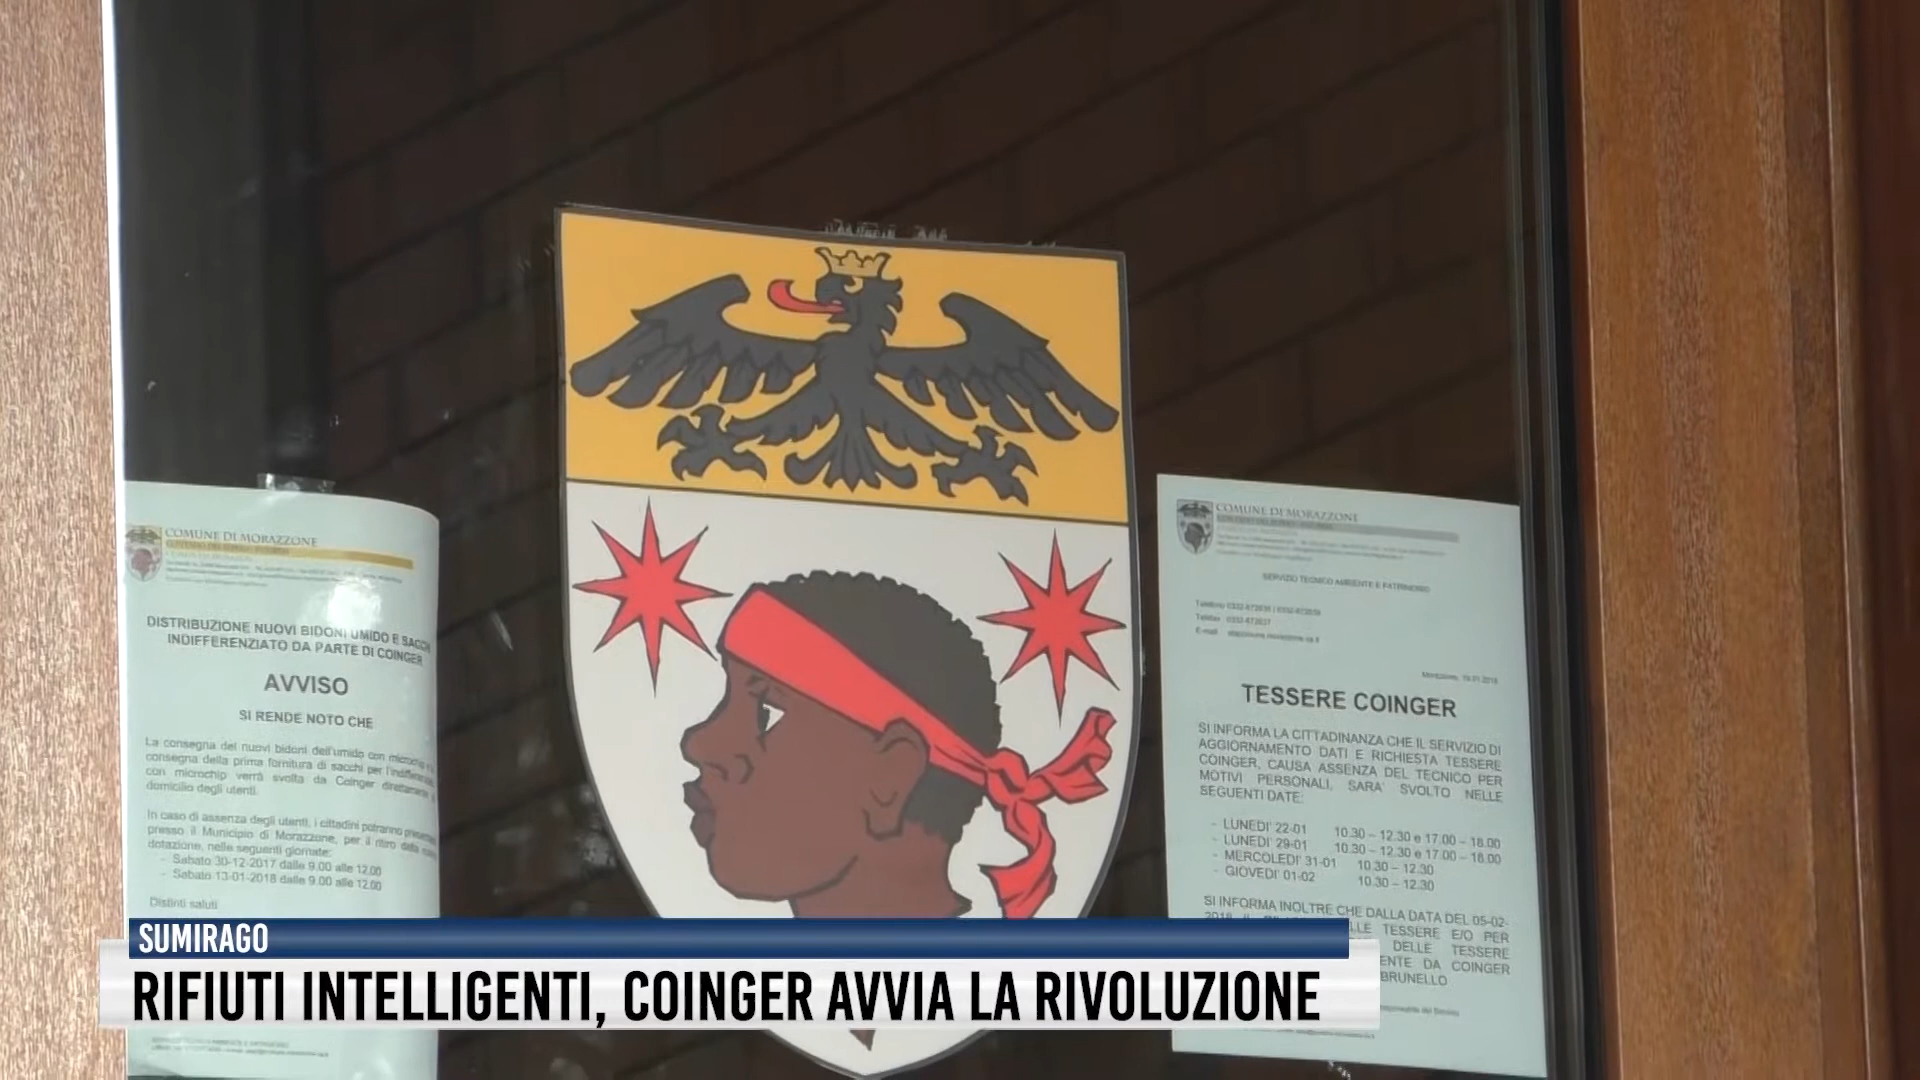 COMUNE DI MORAZZONE
DISTRIBUZIONE NUOVI BIDONI UMIDO E SACCHI
INDIFFERENZIATO DA PARTE DI COINGER
AVVISO
SI RENDE NOTO CHE
La consegna dei nuovi bidoni dell'umido con microchip e
consegna della prima fornitura di sacchi per l'indifferenz
con microchip verrà svolta da Coinger direttamente
domicilio degli utenti.
In caso di assenza degli utenti, i cittadini potranno
presso il Municipio di Morazzone, per il ritiro della
dotazione, nelle seguenti giornate:
- Sabato 30-12-2017 dalle 9.00 alle 12.00
- Sabato 13-01-2018 dalle 9.00 alle 12.00
Distinti saluti
COMUNE DI MORAZZONE
SERVIZIO TECNICO AMBIENTE E PATRIMONIO
TESSERE COINGER
SI INFORMA LA CITTADINANZA CHE IL SERVIZIO DI
AGGIORNAMENTO DATI E RICHIESTA TESSERE
COINGER, CAUSA ASSENZA DEL TECNICO PER
MOTIVI PERSONALI, SARA' SVOLTO NELLE
SEGUENTI DATE:
- LUNEDI' 22-01 10.30 – 12.30 e 17.00 – 18.00
- LUNEDI' 29-01 10.30 – 12.30 e 17.00 – 18.00
- MERCOLEDI' 31-01 10.30 – 12.30
- GIOVEDI' 01-02 10.30 – 12.30
SI INFORMA INOLTRE CHE DALLA DATA DEL 05-02-
TESSERE E/O PER
DELLE TESSERE
DA COINGER
BRUNELLO
SUMIRAGO
RIFIUTI INTELLIGENTI, COINGER AVVIA LA RIVOLUZIONE